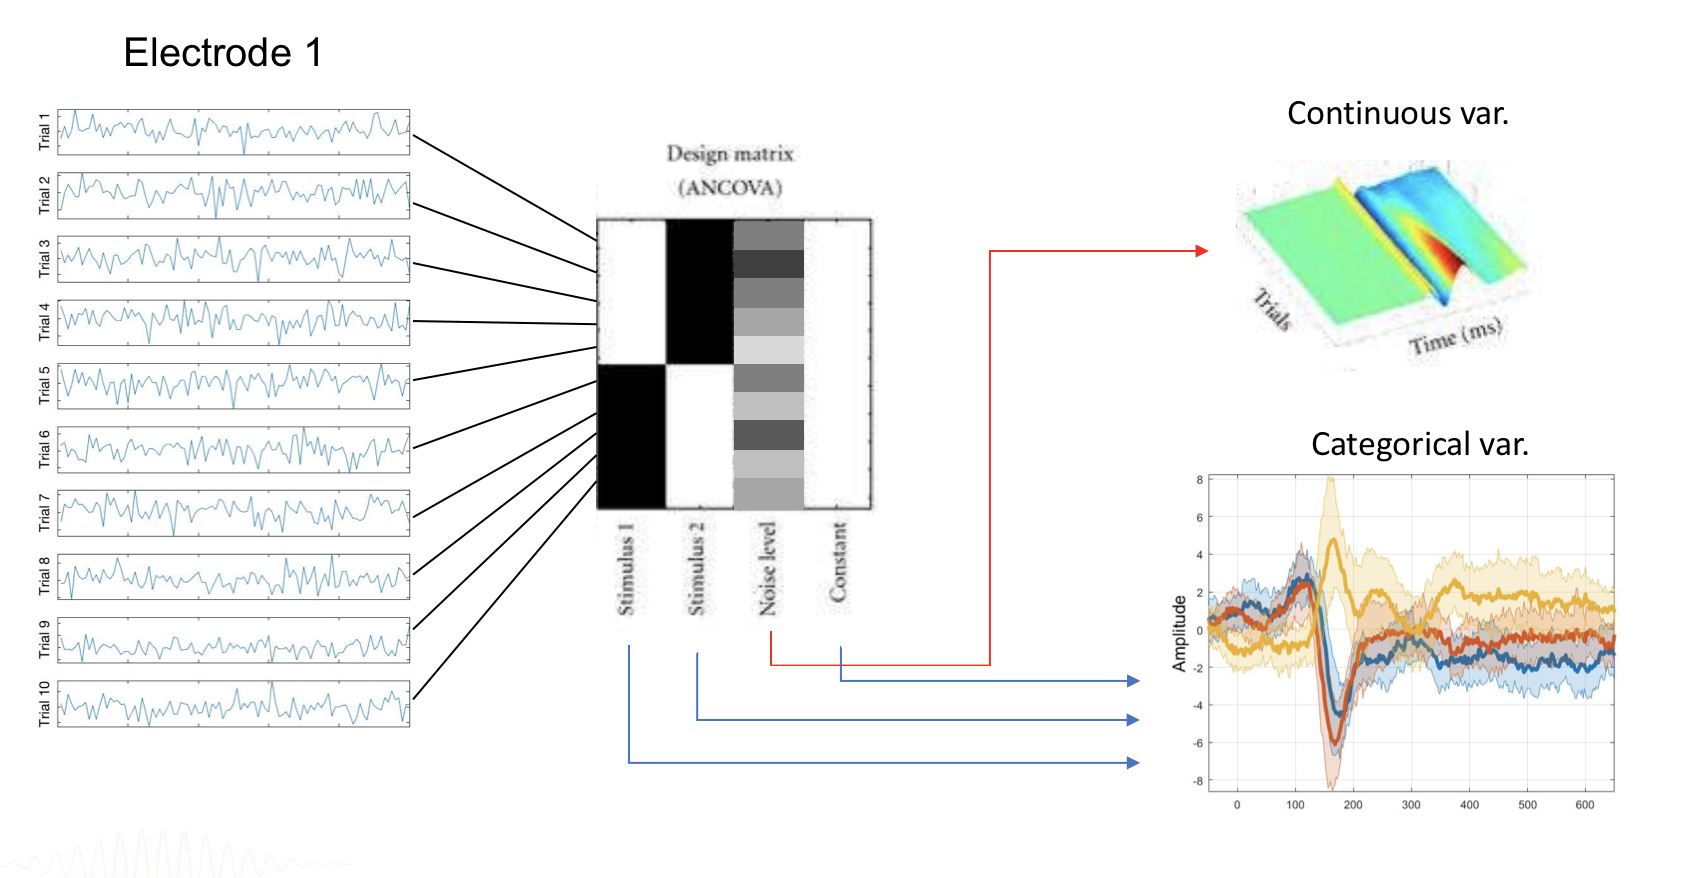 Electrode 1
Trial 1
Trial 2
Trial 3
Trial 4
Trial 5
Trial 6
Trial 7
Trial 8
Trial 9
Trial 10
Design matrix
(ANCOVA)
Stimulus 1
Stimulus 2
Noise level
Constant
Continuous var.
Trials
Time (ms)
Categorical var.
Amplitude
8
6
4
2
0
-2
-4
-6
-8
0 100 200 300 400 500 600